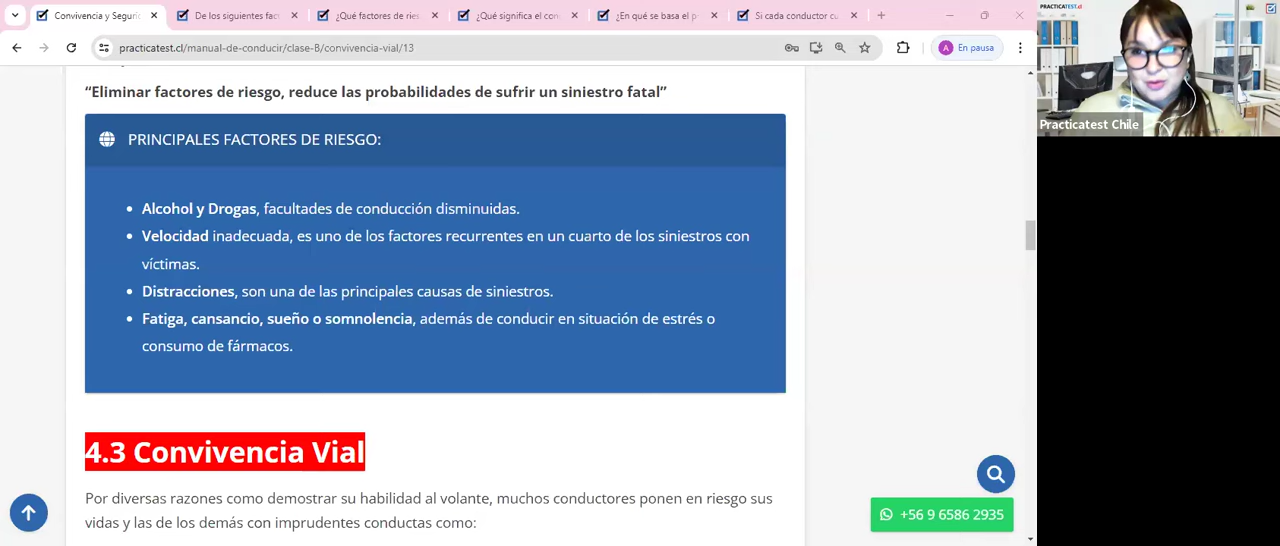 Convivencia y Segurid
De los siguientes fact
¿Qué factores de ries
¿Qué significa el con
¿En qué se basa el p
Si cada conductor cu
practicatest.cl/manual-de-conducir/clase-B/convivencia-vial/13
A En pausa
PRACTICATEST.cl
Practicatest Chile
“Eliminar factores de riesgo, reduce las probabilidades de sufrir un siniestro fatal”
PRINCIPALES FACTORES DE RIESGO:
• Alcohol y Drogas, facultades de conducción disminuidas.
• Velocidad inadecuada, es uno de los factores recurrentes en un cuarto de los siniestros con
víctimas.
• Distracciones, son una de las principales causas de siniestros.
• Fatiga, cansancio, sueño o somnolencia, además de conducir en situación de estrés o
consumo de fármacos.
4.3 Convivencia Vial
Por diversas razones como demostrar su habilidad al volante, muchos conductores ponen en riesgo sus
vidas y las de los demás con imprudentes conductas como:
+56 9 6586 2935